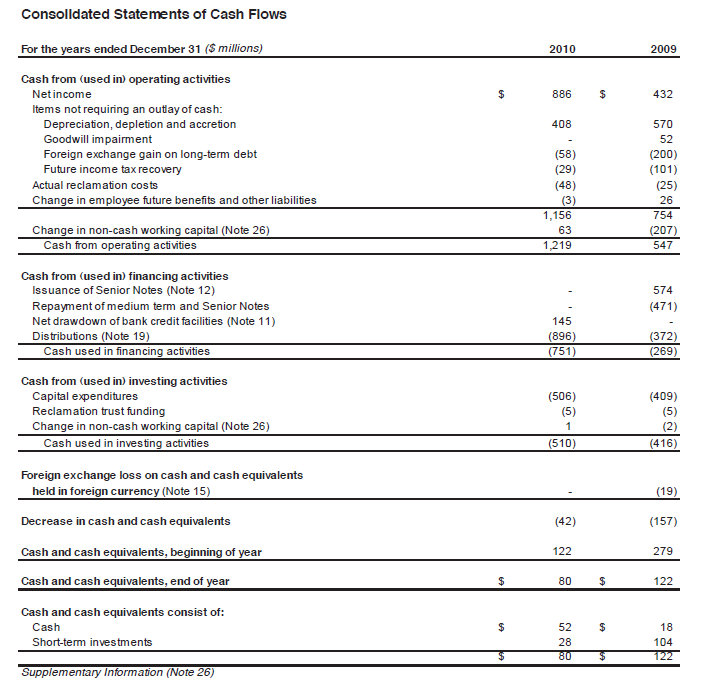 Consolidated Statements of Cash Flows
For the years ended December 31 ($ millions) 2010 2009
Cash from (used in) operating activities
Net income $ 886 $ 432
Items not requiring an outlay of cash:
Depreciation, depletion and accretion 408 570
Goodwill impairment - 52
Foreign exchange gain on long-term debt (58) (200)
Future income tax recovery (29) (101)
Actual reclamation costs (48) (25)
Change in employee future benefits and other liabilities (3) 26
1,156 754
Change in non-cash working capital (Note 26) 63 (207)
Cash from operating activities 1,219 547
Cash from (used in) financing activities
Issuance of Senior Notes (Note 12) - 574
Repayment of medium term and Senior Notes - (471)
Net drawdown of bank credit facilities (Note 11) 145 -
Distributions (Note 19) (896) (372)
Cash used in financing activities (751) (269)
Cash from (used in) investing activities
Capital expenditures (506) (409)
Reclamation trust funding (5) (5)
Change in non-cash working capital (Note 26) 1 (2)
Cash used in investing activities (510) (416)
Foreign exchange loss on cash and cash equivalents
held in foreign currency (Note 15) - (19)
Decrease in cash and cash equivalents (42) (157)
Cash and cash equivalents, beginning of year 122 279
Cash and cash equivalents, end of year $ 80 $ 122
Cash and cash equivalents consist of:
Cash $ 52 $ 18
Short-term investments 28 104
$ 80 $ 122
Supplementary Information (Note 26)